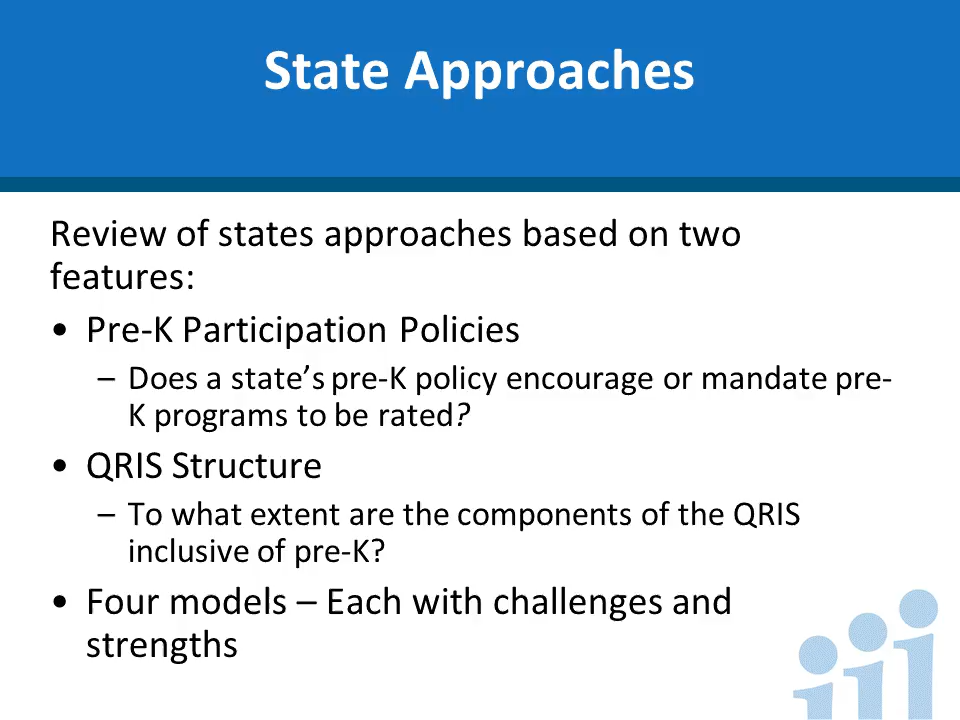 State Approaches
Review of states approaches based on two
features:
• Pre-K Participation Policies
– Does a state’s pre-K policy encourage or mandate pre-
K programs to be rated?
• QRIS Structure
– To what extent are the components of the QRIS
inclusive of pre-K?
• Four models – Each with challenges and
strengths